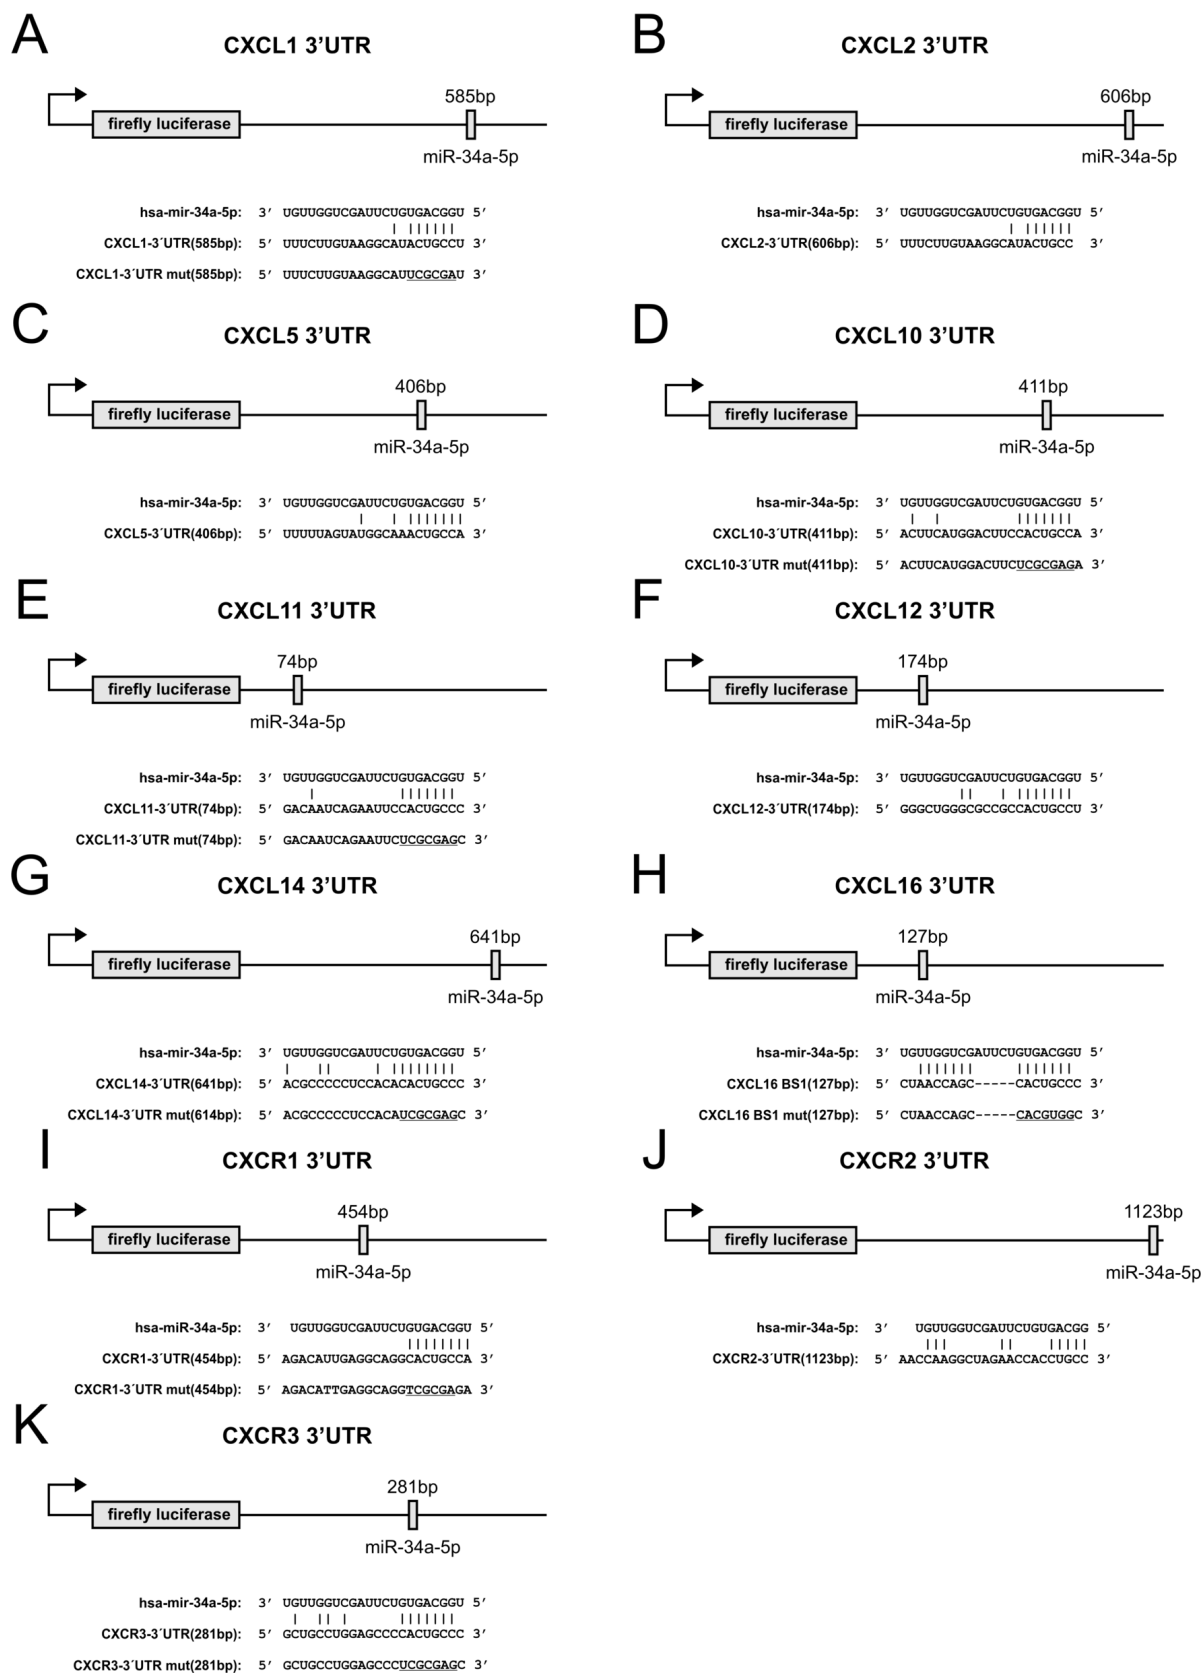 A
CXCL1 3’UTR
585bp
firefly luciferase
miR-34a-5p
hsa-mir-34a-5p: 3′ UGUUGGUCGAUUCUGUGACGGU 5′
CXCL1-3´UTR(585bp): 5′ UUUCUUGUAAGGCAUACUGCCU 3′
CXCL1-3´UTR mut(585bp): 5′ UUUCUUGUAAGGCAUUCGCGAU 3′
B
CXCL2 3’UTR
606bp
firefly luciferase
miR-34a-5p
hsa-mir-34a-5p: 3′ UGUUGGUCGAUUCUGUGACGGU 5′
CXCL2-3´UTR(606bp): 5′ UUUCUUGUAAGGCAUACUGCC 3′
C
CXCL5 3’UTR
406bp
firefly luciferase
miR-34a-5p
hsa-mir-34a-5p: 3′ UGUUGGUCGAUUCUGUGACGGU 5′
CXCL5-3´UTR(406bp): 5′ UUUUUAGUAUGGCAAACUGCCA 3′
D
CXCL10 3’UTR
411bp
firefly luciferase
miR-34a-5p
hsa-mir-34a-5p: 3′ UGUUGGUCGAUUCUGUGACGGU 5′
CXCL10-3´UTR(411bp): 5′ ACUUCAUGGACUUCCACUGCCA 3′
CXCL10-3´UTR mut(411bp): 5′ ACUUCAUGGACUUCUCGCGAGA 3′
E
CXCL11 3’UTR
74bp
firefly luciferase
miR-34a-5p
hsa-mir-34a-5p: 3′ UGUUGGUCGAUUCUGUGACGGU 5′
CXCL11-3´UTR(74bp): 5′ GACAAUCAGAAUUCCACUGCCC 3′
CXCL11-3´UTR mut(74bp): 5′ GACAAUCAGAAUUCUCGCGAGC 3′
F
CXCL12 3’UTR
174bp
firefly luciferase
miR-34a-5p
hsa-mir-34a-5p: 3′ UGUUGGUCGAUUCUGUGACGGU 5′
CXCL12-3´UTR(174bp): 5′ GGGCUGGGCGCCGCCACUGCCU 3′
G
CXCL14 3’UTR
641bp
firefly luciferase
miR-34a-5p
hsa-mir-34a-5p: 3′ UGUUGGUCGAUUCUGUGACGGU 5′
CXCL14-3´UTR(641bp): 5′ ACGCCCCCUCCACACACUGCCC 3′
CXCL14-3´UTR mut(614bp): 5′ ACGCCCCCUCCACAUCGCGAGC 3′
H
CXCL16 3’UTR
127bp
firefly luciferase
miR-34a-5p
hsa-mir-34a-5p: 3′ UGUUGGUCGAUUCUGUGACGGU 5′
CXCL16 BS1(127bp): 5′ CUAACCAGC-----CACUGCCC 3′
CXCL16 BS1 mut(127bp): 5′ CUAACCAGC-----CACGUGGC 3′
I
CXCR1 3’UTR
454bp
firefly luciferase
miR-34a-5p
hsa-miR-34a-5p: 3′ UGUUGGUCGAUUCUGUGACGGU 5′
CXCR1-3´UTR(454bp): 5′ AGACAUUGAGGCAGGCACUGCCA 3′
CXCR1-3´UTR mut(454bp): 5′ AGACATTGAGGCAGGTCGCGAGA 3′
J
CXCR2 3’UTR
1123bp
firefly luciferase
miR-34a-5p
hsa-mir-34a-5p: 3′ UGUUGGUCGAUUCUGUGACGG 5′
CXCR2-3´UTR(1123bp): 5′ AACCAAGGCUAGAACCACCUGCC 3′
K
CXCR3 3’UTR
281bp
firefly luciferase
miR-34a-5p
hsa-mir-34a-5p: 3′ UGUUGGUCGAUUCUGUGACGGU 5′
CXCR3-3´UTR(281bp): 5′ GCUGCCUGGAGCCCCACUGCCC 3′
CXCR3-3´UTR mut(281bp): 5′ GCUGCCUGGAGCCCUCGCGAGC 3′